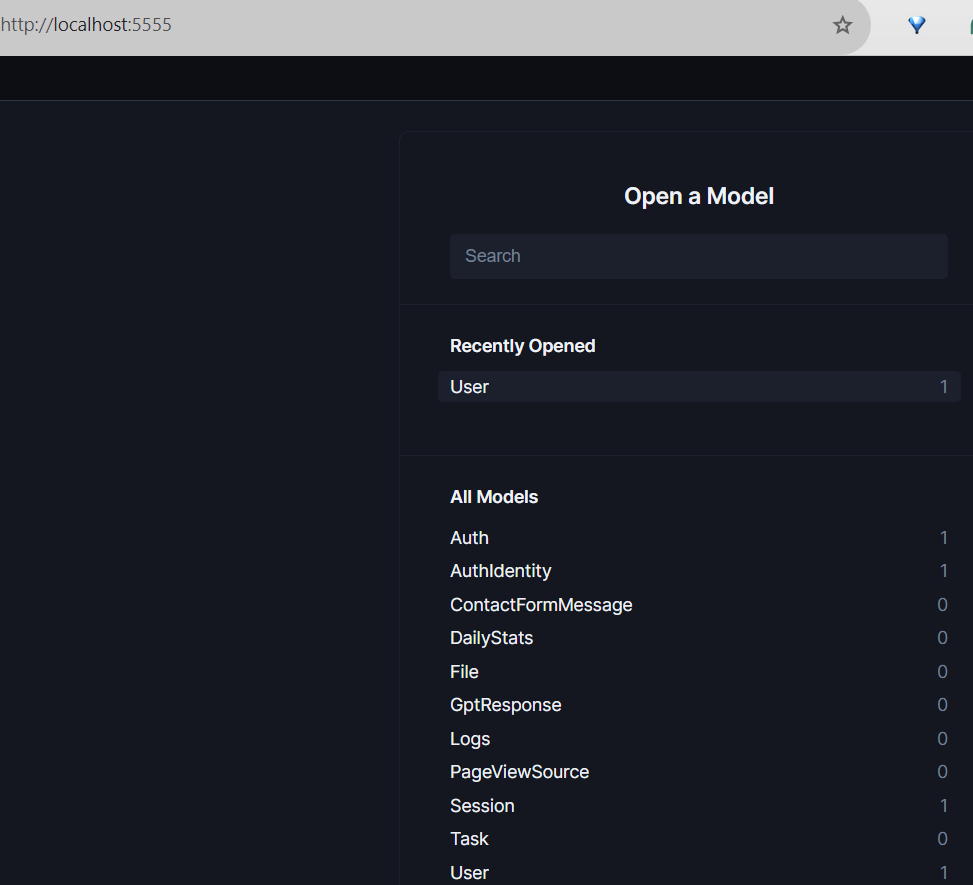 http://localhost:5555
Open a Model
Search
Recently Opened
User 1
All Models
Auth 1
AuthIdentity 1
ContactFormMessage 0
DailyStats 0
File 0
GptResponse 0
Logs 0
PageViewSource 0
Session 1
Task 0
User 1